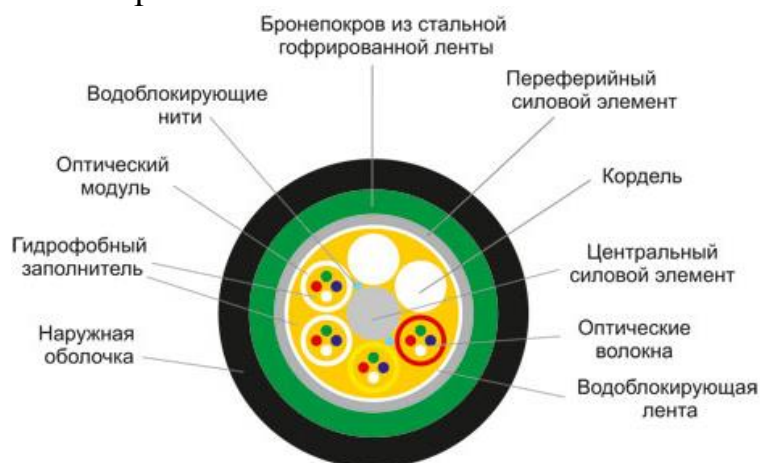 Бронепокров из стальной
гофрированной ленты
Водоблокирующие
нити
Переферийный
силовой элемент
Оптический
модуль
Кордель
Гидрофобный
заполнитель
Центральный
силовой элемент
Наружная
оболочка
Оптические
волокна
Водоблокирующая
лента